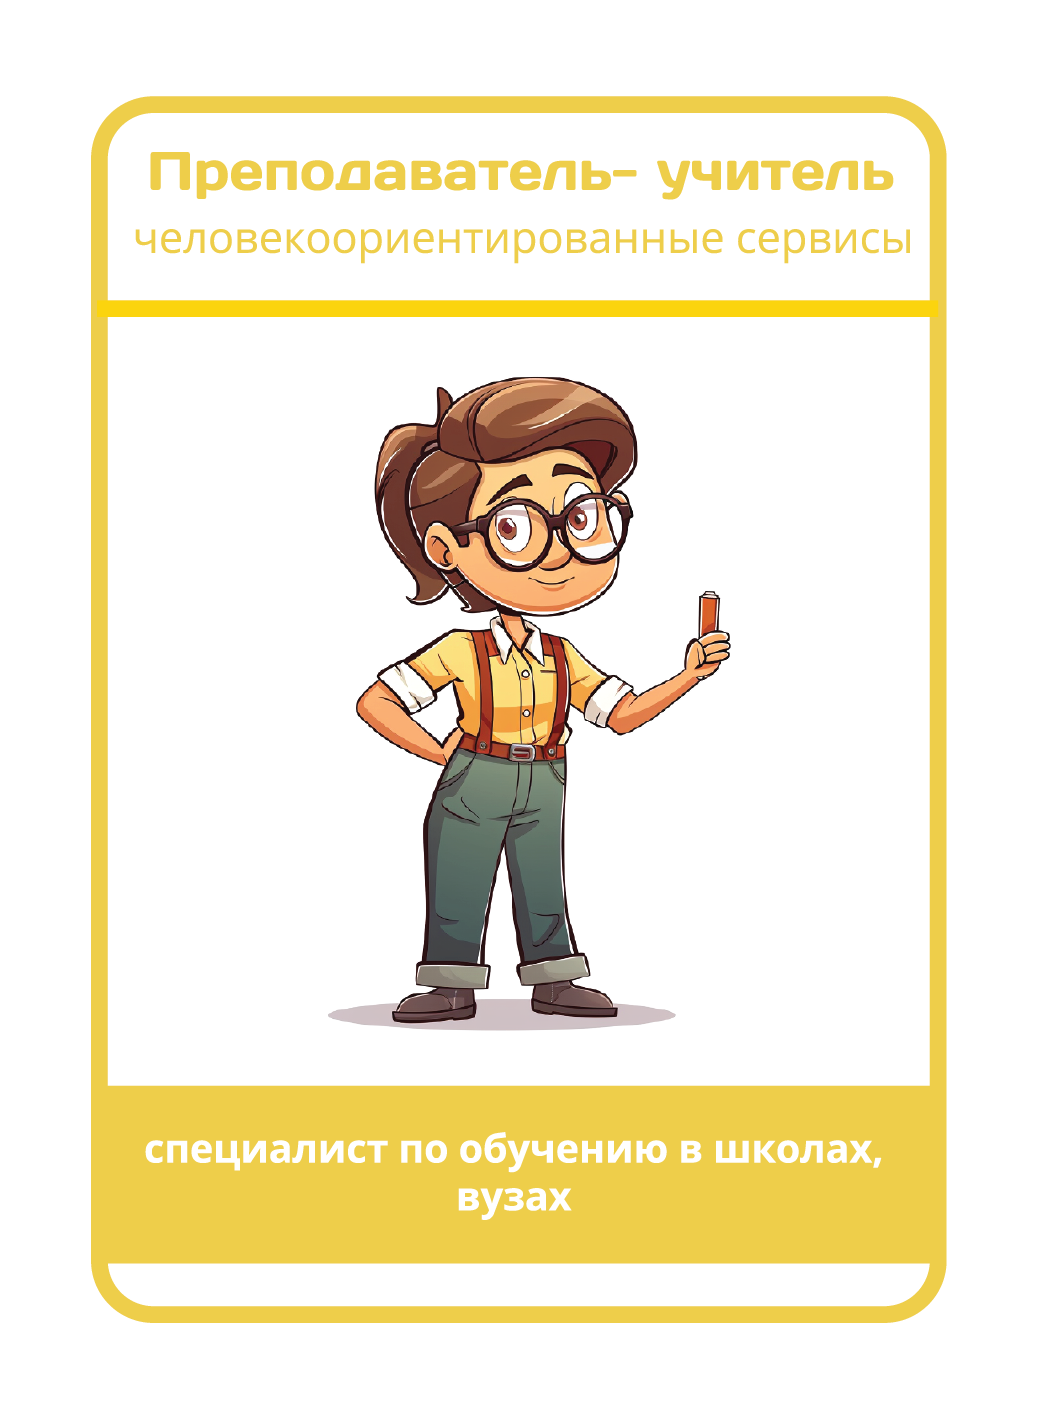 Преподаватель- учитель
человекоориентированные сервисы
специалист по обучению в школах,
вузах